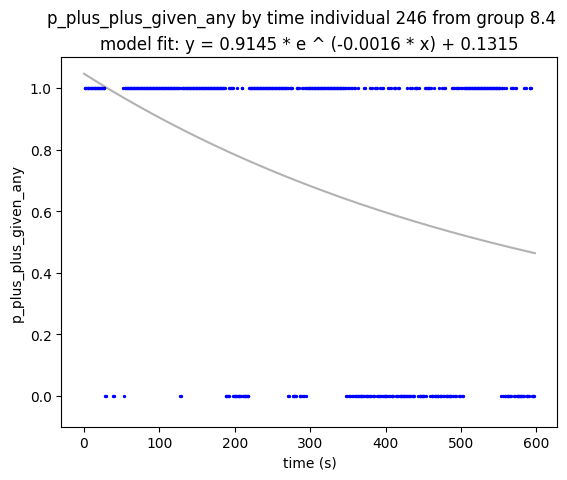 p_plus_plus_given_any by time individual 246 from group 8.4
model fit: y = 0.9145 * e ^ (-0.0016 * x) + 0.1315
1.0
0.8
0.6
0.4
0.2
0.0
p_plus_plus_given_any
0 100 200 300 400 500 600
time (s)